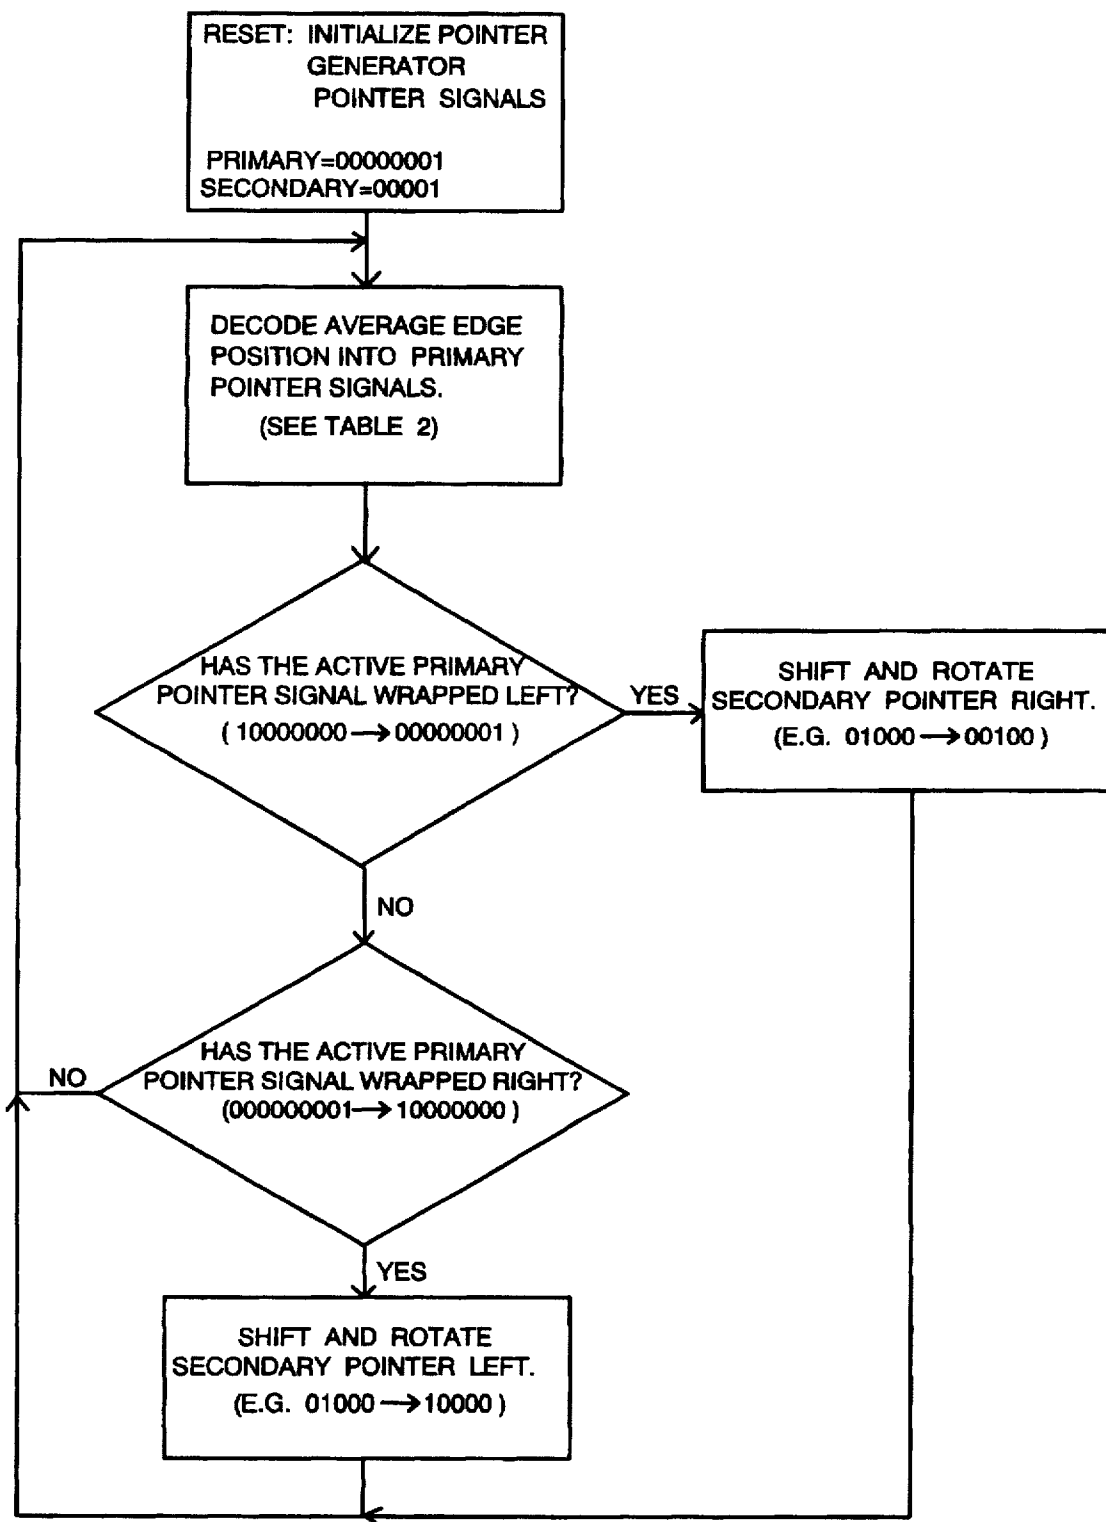 RESET: INITIALIZE POINTER
GENERATOR
POINTER SIGNALS
PRIMARY=00000001
SECONDARY=00001
DECODE AVERAGE EDGE
POSITION INTO PRIMARY
POINTER SIGNALS.
(SEE TABLE 2)
HAS THE ACTIVE PRIMARY
POINTER SIGNAL WRAPPED LEFT?
( 10000000 → 00000001 )
YES
SHIFT AND ROTATE
SECONDARY POINTER RIGHT.
(E.G. 01000 → 00100 )
NO
HAS THE ACTIVE PRIMARY
POINTER SIGNAL WRAPPED RIGHT?
(000000001 → 10000000 )
NO
YES
SHIFT AND ROTATE
SECONDARY POINTER LEFT.
(E.G. 01000 → 10000 )